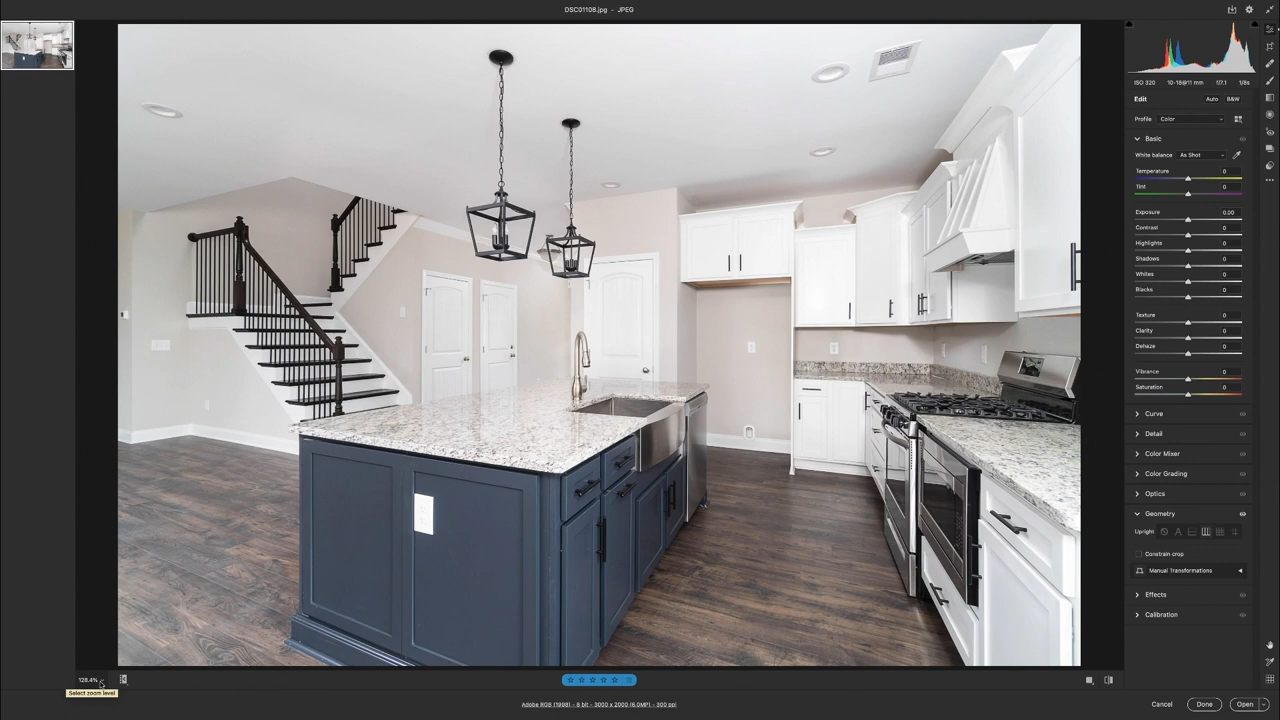 DSC01108.jpg - JPEG
ISO 320 10-18@11 mm f/7.1 1/8s
Edit Auto B&W
Profile Color
Basic
White balance As Shot
Temperature 0
Tint 0
Exposure 0.00
Contrast 0
Highlights 0
Shadows 0
Whites 0
Blacks 0
Texture 0
Clarity 0
Dehaze 0
Vibrance 0
Saturation 0
Curve
Detail
Color Mixer
Color Grading
Optics
Geometry
Upright
Constrain crop
Manual Transformations
Effects
Calibration
128.4%
Select zoom level
Adobe RGB (1998) - 8 bit - 3000 x 2000 (6.0MP) - 300 ppi
Cancel Done Open